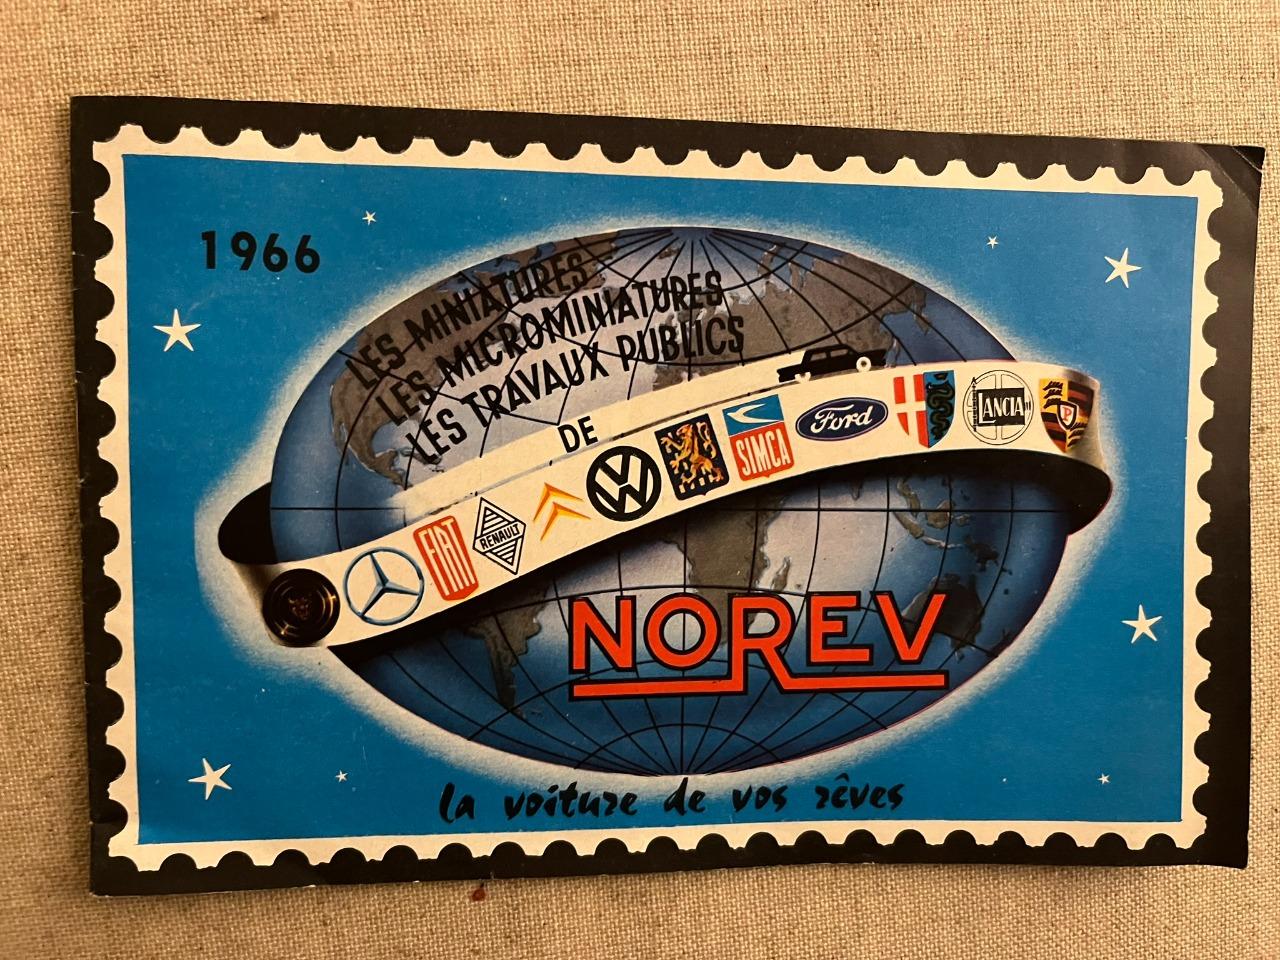 1966
LES MINIATURES
LES MICROMINIATURES
LES TRAVAUX PUBLICS
DE
FIAT
RENAULT
VW
SIMCA
Ford
LANCIA
P
NOREV
la voiture de vos rêves